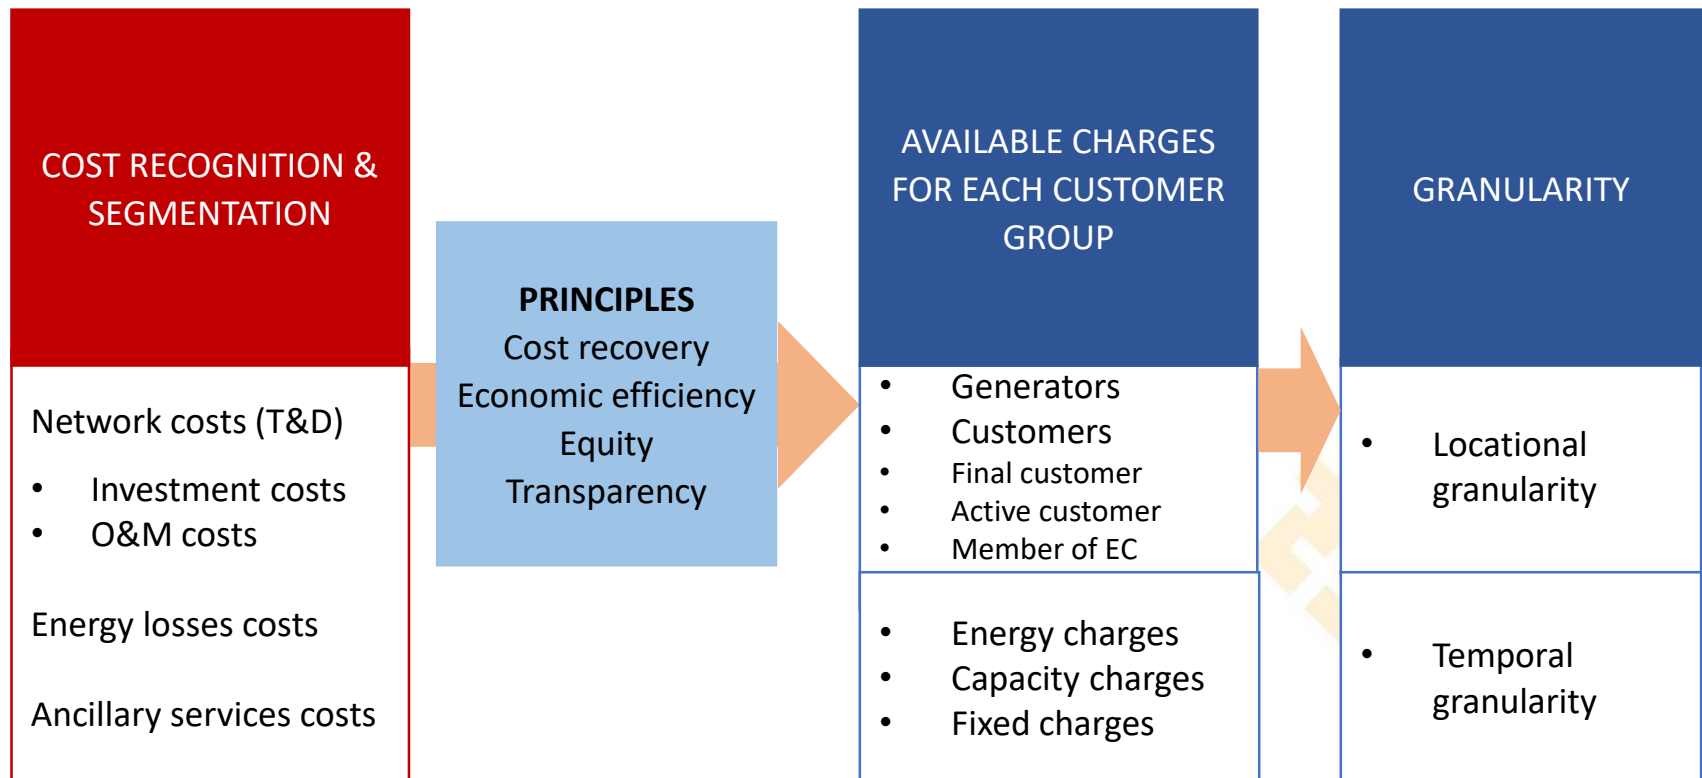 COST RECOGNITION &
SEGMENTATION
Network costs (T&D)
• Investment costs
• O&M costs
Energy losses costs
Ancillary services costs
PRINCIPLES
Cost recovery
Economic efficiency
Equity
Transparency
AVAILABLE CHARGES
FOR EACH CUSTOMER
GROUP
• Generators
• Customers
• Final customer
• Active customer
• Member of EC
• Energy charges
• Capacity charges
• Fixed charges
GRANULARITY
• Locational
granularity
• Temporal
granularity